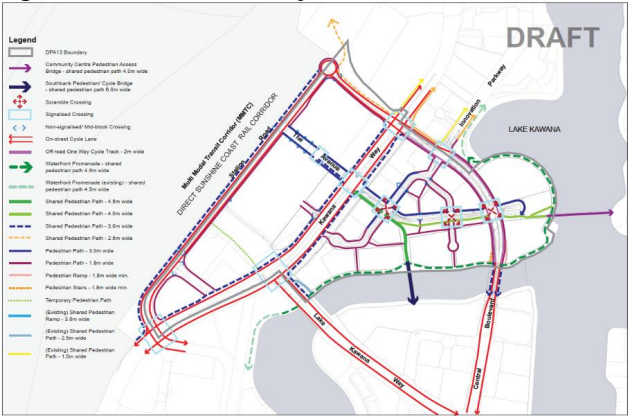 DRAFT
Legend
DPA13 Boundary
Community Centre Pedestrian Access
Bridge - shared pedestrian path 4.0m wide
Southbank Pedestrian/ Cycle Bridge
- shared pedestrian path 6.0m wide
Scramble Crossing
Signalised Crossing
Non-signalised/ Mid-block Crossing
On-street Cycle Lane
Off-road One Way Cycle Track - 2m wide
Waterfront Promenade - shared
pedestrian path 4.5m wide
Waterfront Promenade (existing) - shared
pedestrian path 4.5m wide
Shared Pedestrian Path - 4.8m wide
Shared Pedestrian Path - 4.0m wide
Shared Pedestrian Path - 3.0m wide
Shared Pedestrian Path - 2.5m wide
Pedestrian Path - 3.0m wide
Pedestrian Path - 1.8m wide
Pedestrian Ramp - 1.8m wide min.
Pedestrian Stairs - 1.8m wide min
Temporary Pedestrian Path
(Existing) Shared Pedestrian
Ramp - 3.0m wide
(Existing) Shared Pedestrian
Path - 2.5m wide
(Existing) Shared Pedestrian
Path - 1.5m wide
Multi Modal Transit Corridor (MMTC)
DIRECT SUNSHINE COAST RAIL CORRIDOR
Station Road
The Avenue
Kawana Way
Innovation Parkway
LAKE KAWANA
Lake Kawana Way
Central Boulevard